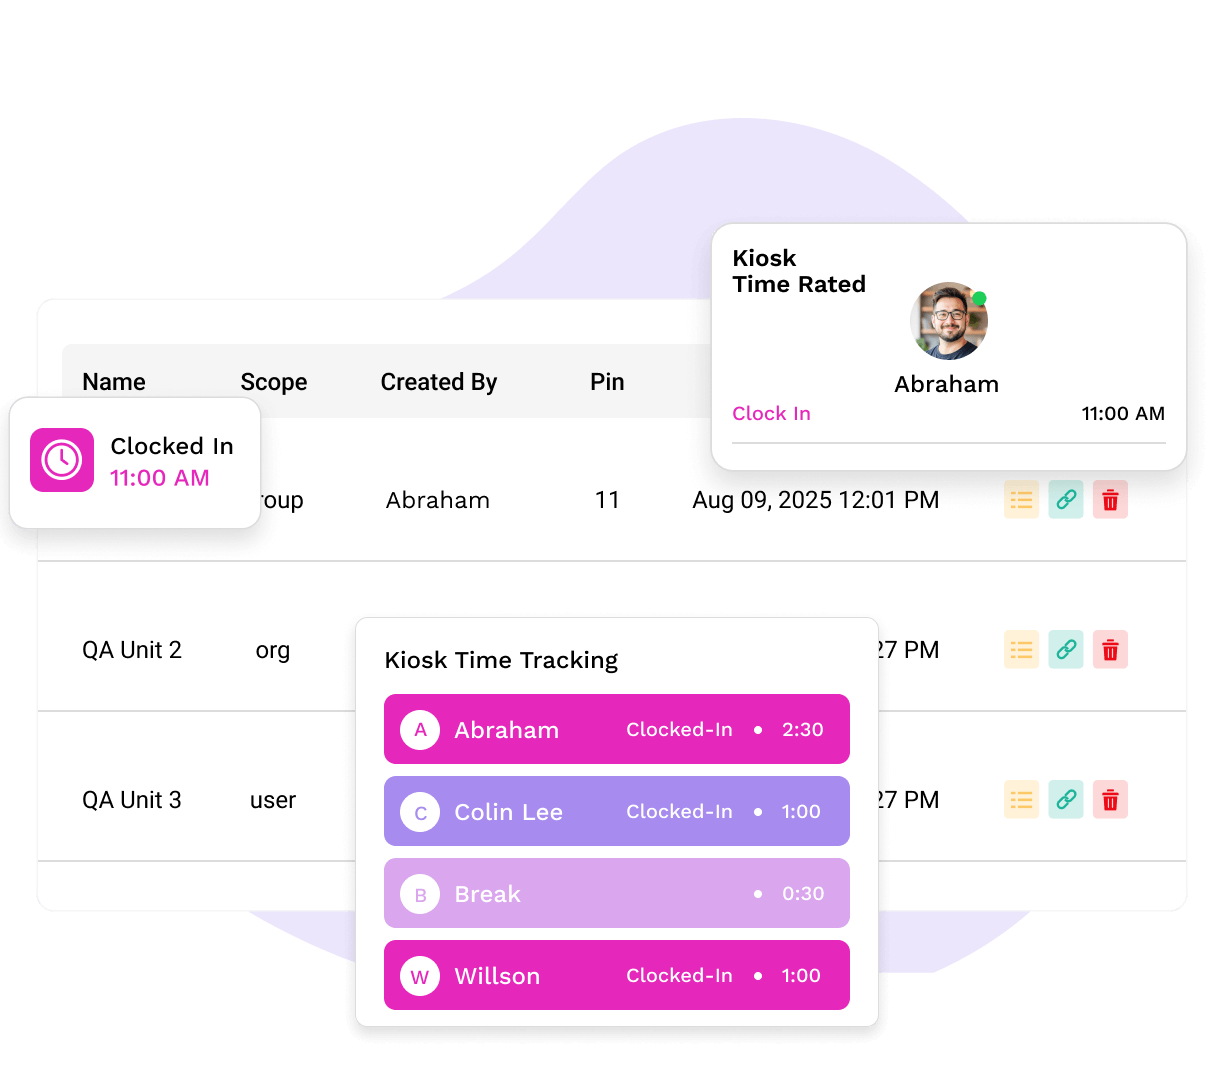 Kiosk
Time Rated
Abraham
Clock In 11:00 AM
Name Scope Created By Pin
Clocked In
11:00 AM
Abraham 11 Aug 09, 2025 12:01 PM
QA Unit 2 org PM
Kiosk Time Tracking
A Abraham Clocked-In • 2:30
QA Unit 3 user PM
C Colin Lee Clocked-In • 1:00
B Break • 0:30
W Willson Clocked-In • 1:00